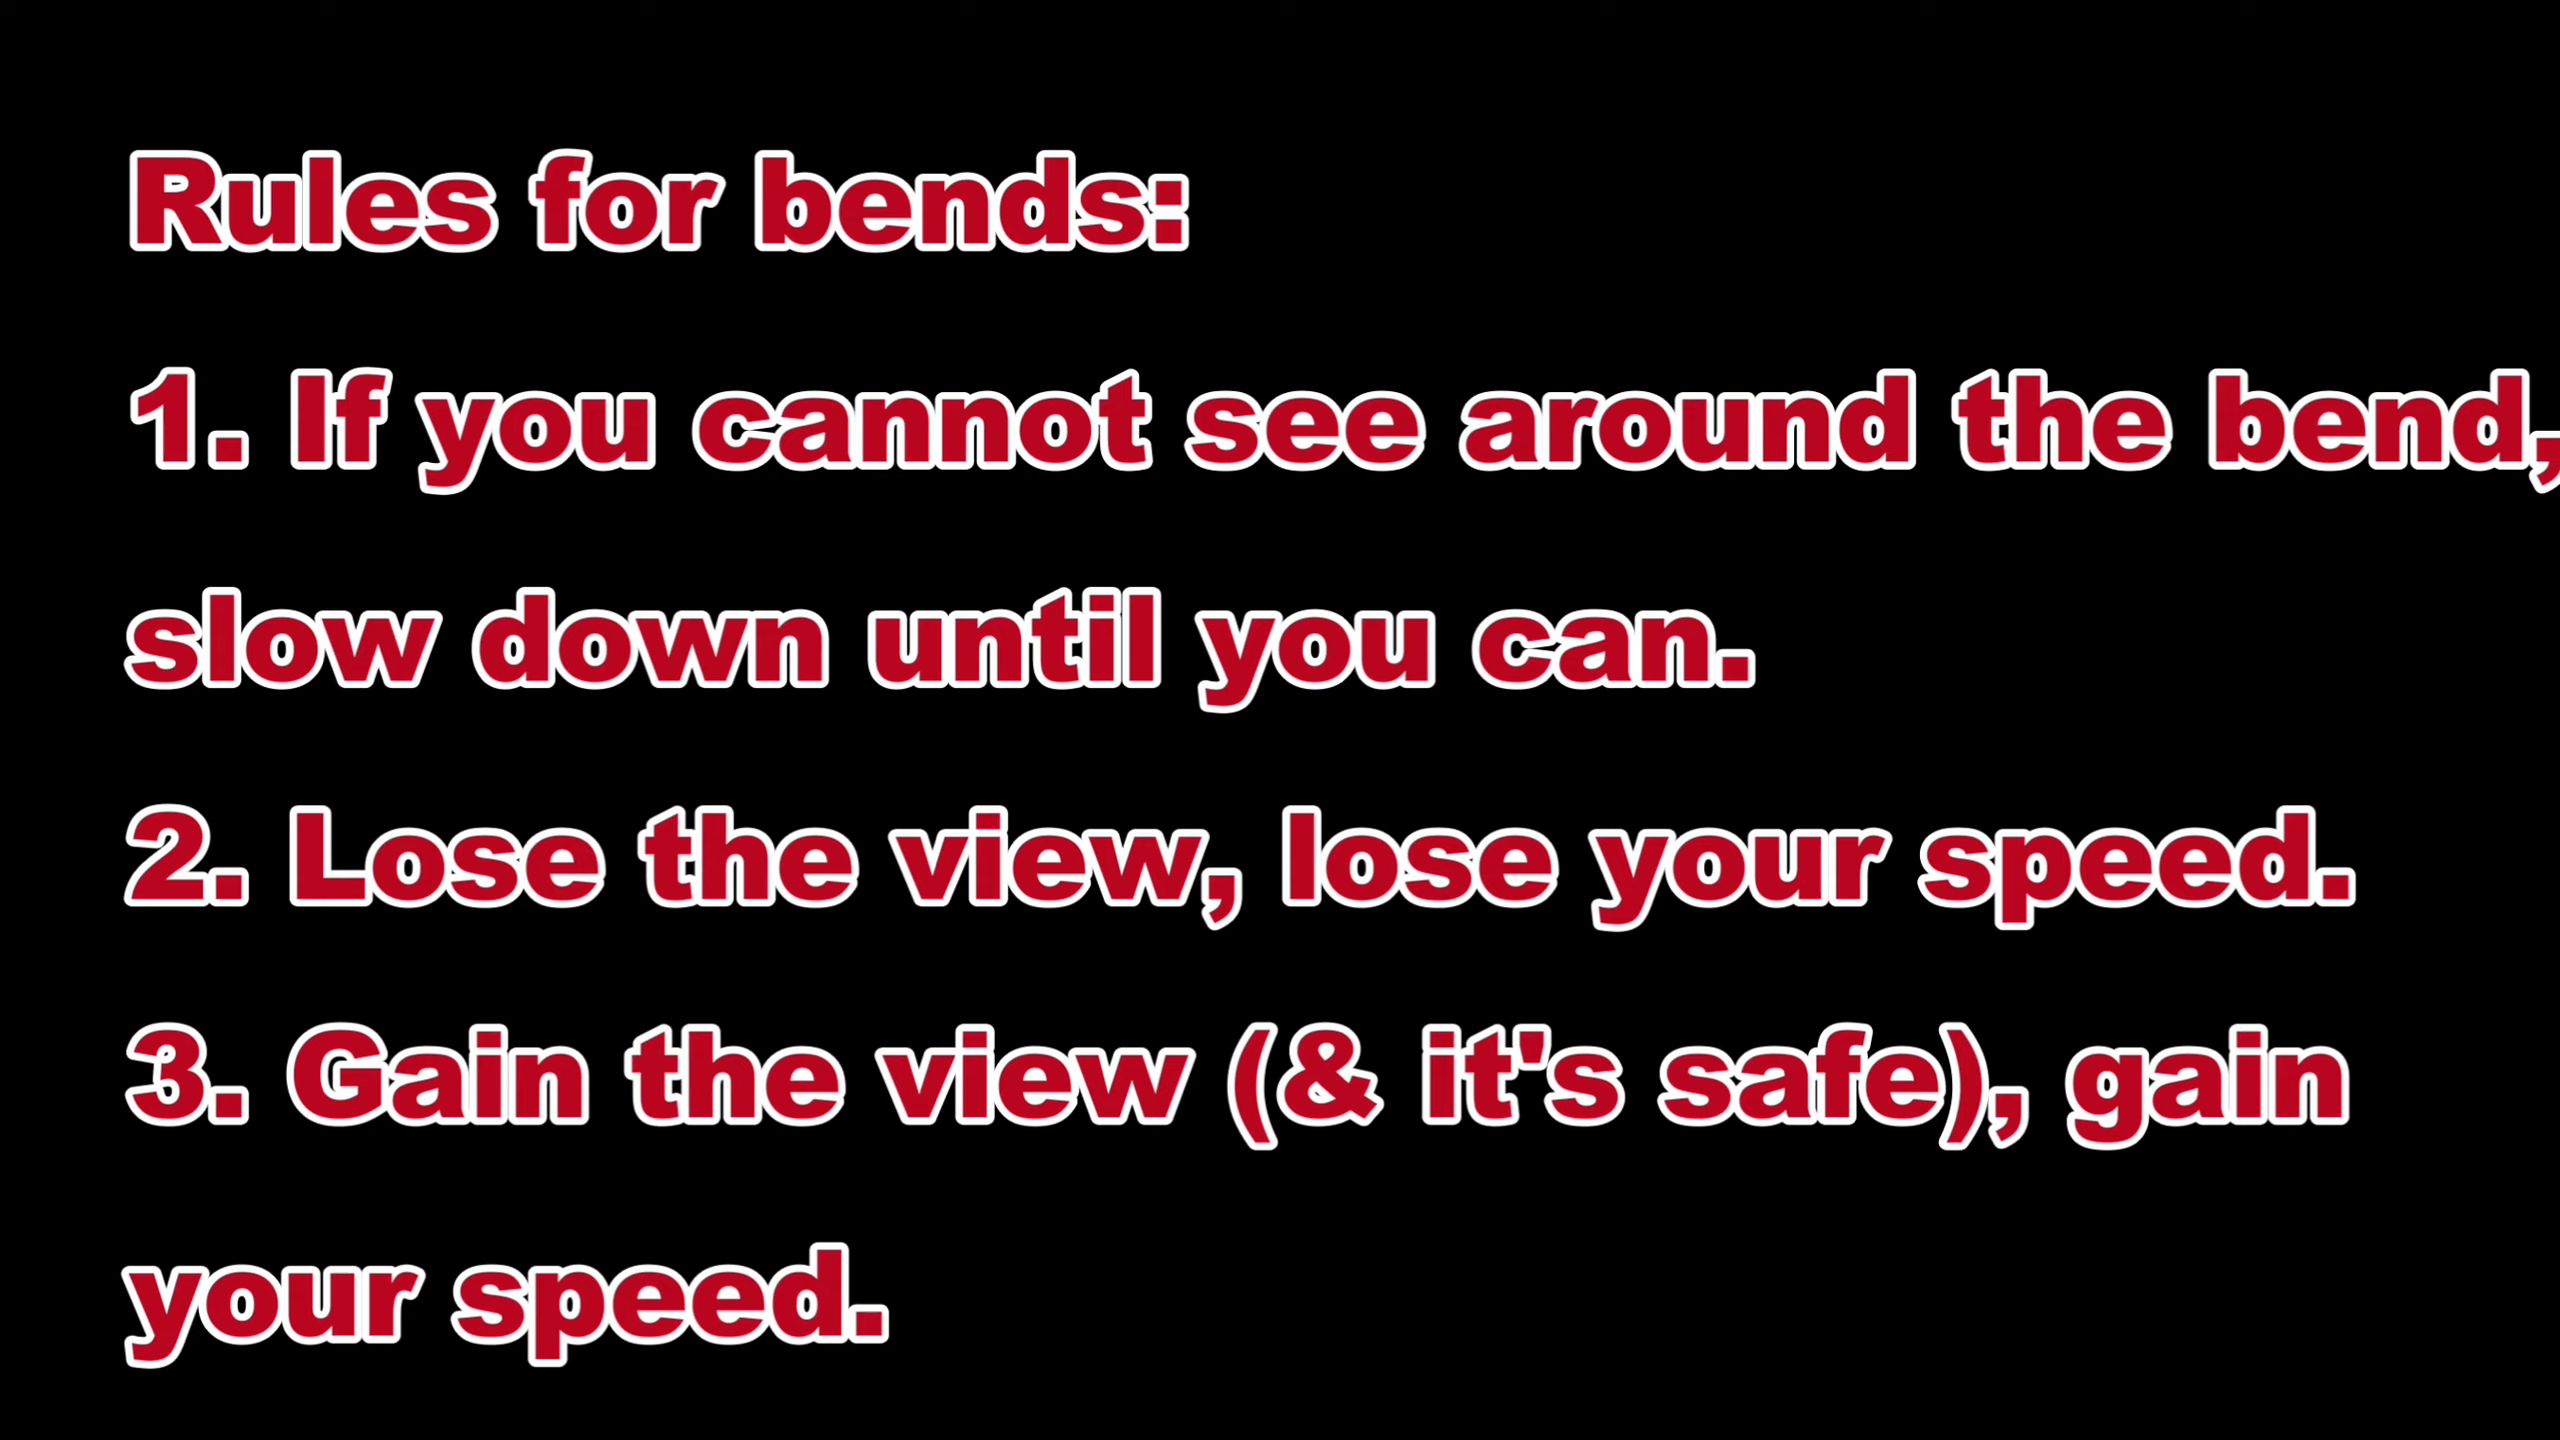 Rules for bends:
1. If you cannot see around the bend,
slow down until you can.
2. Lose the view, lose your speed.
3. Gain the view (& it's safe), gain
your speed.